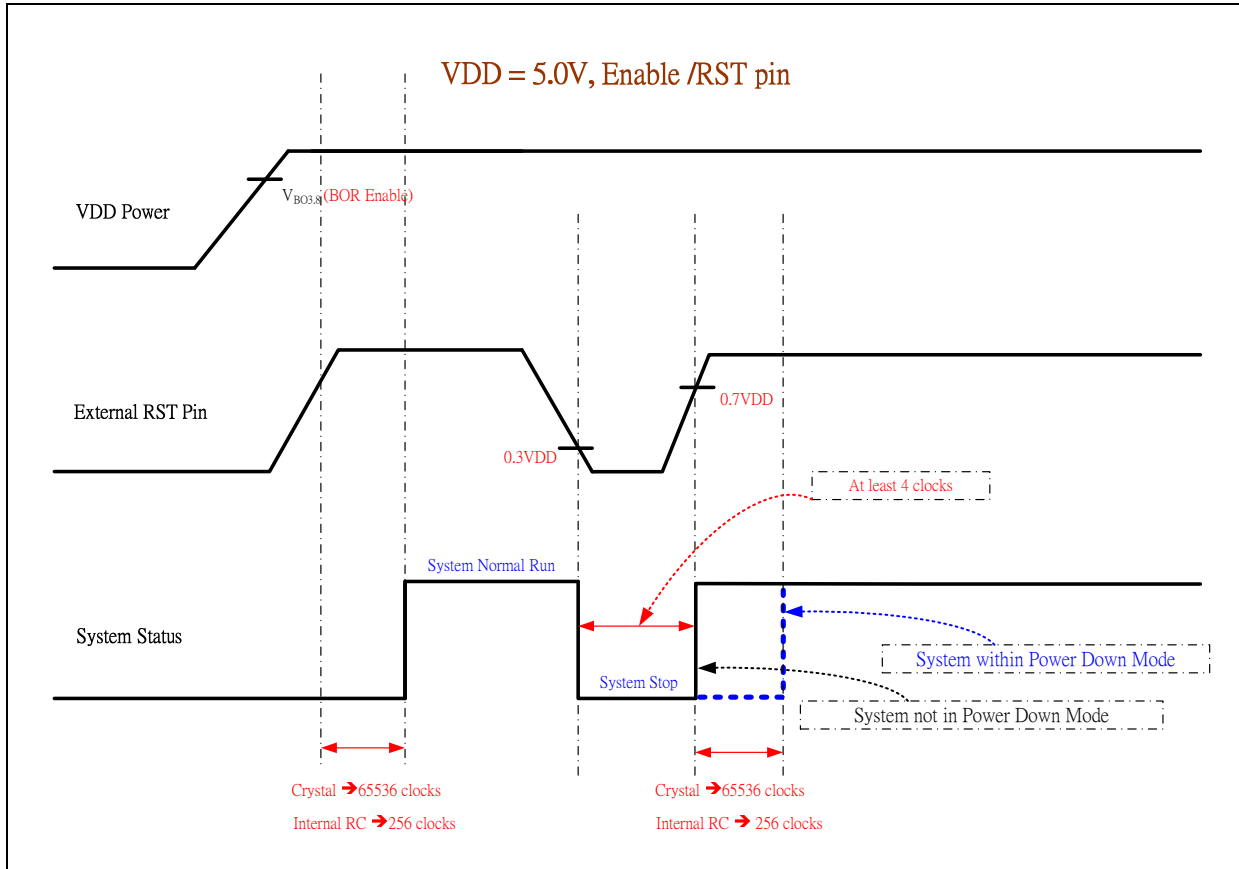 VDD = 5.0V, Enable /RST pin
VBO3.8 (BOR Enable)
VDD Power
External RST Pin
0.3VDD
0.7VDD
At least 4 clocks
System Normal Run
System Status
System Stop
System within Power Down Mode
System not in Power Down Mode
Crystal ➔65536 clocks
Internal RC ➔256 clocks
Crystal ➔65536 clocks
Internal RC ➔ 256 clocks